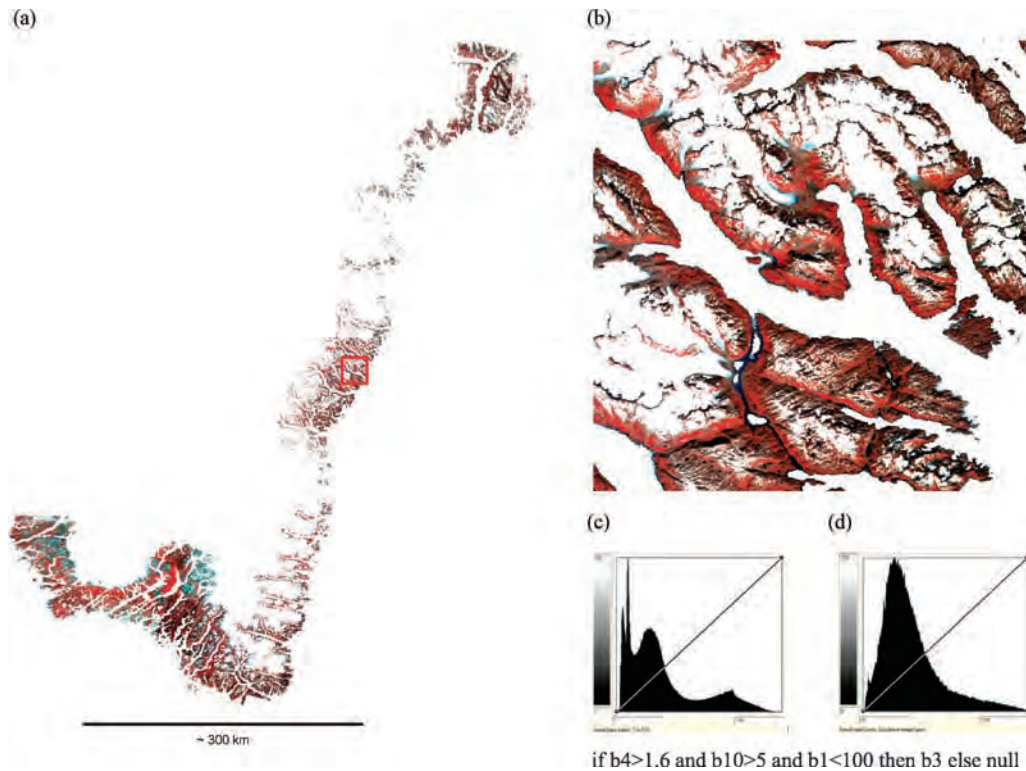 (a)
(b)
~ 300 km
(c)
(d)
if b4>1.6 and b10>5 and b1<100 then b3 else null